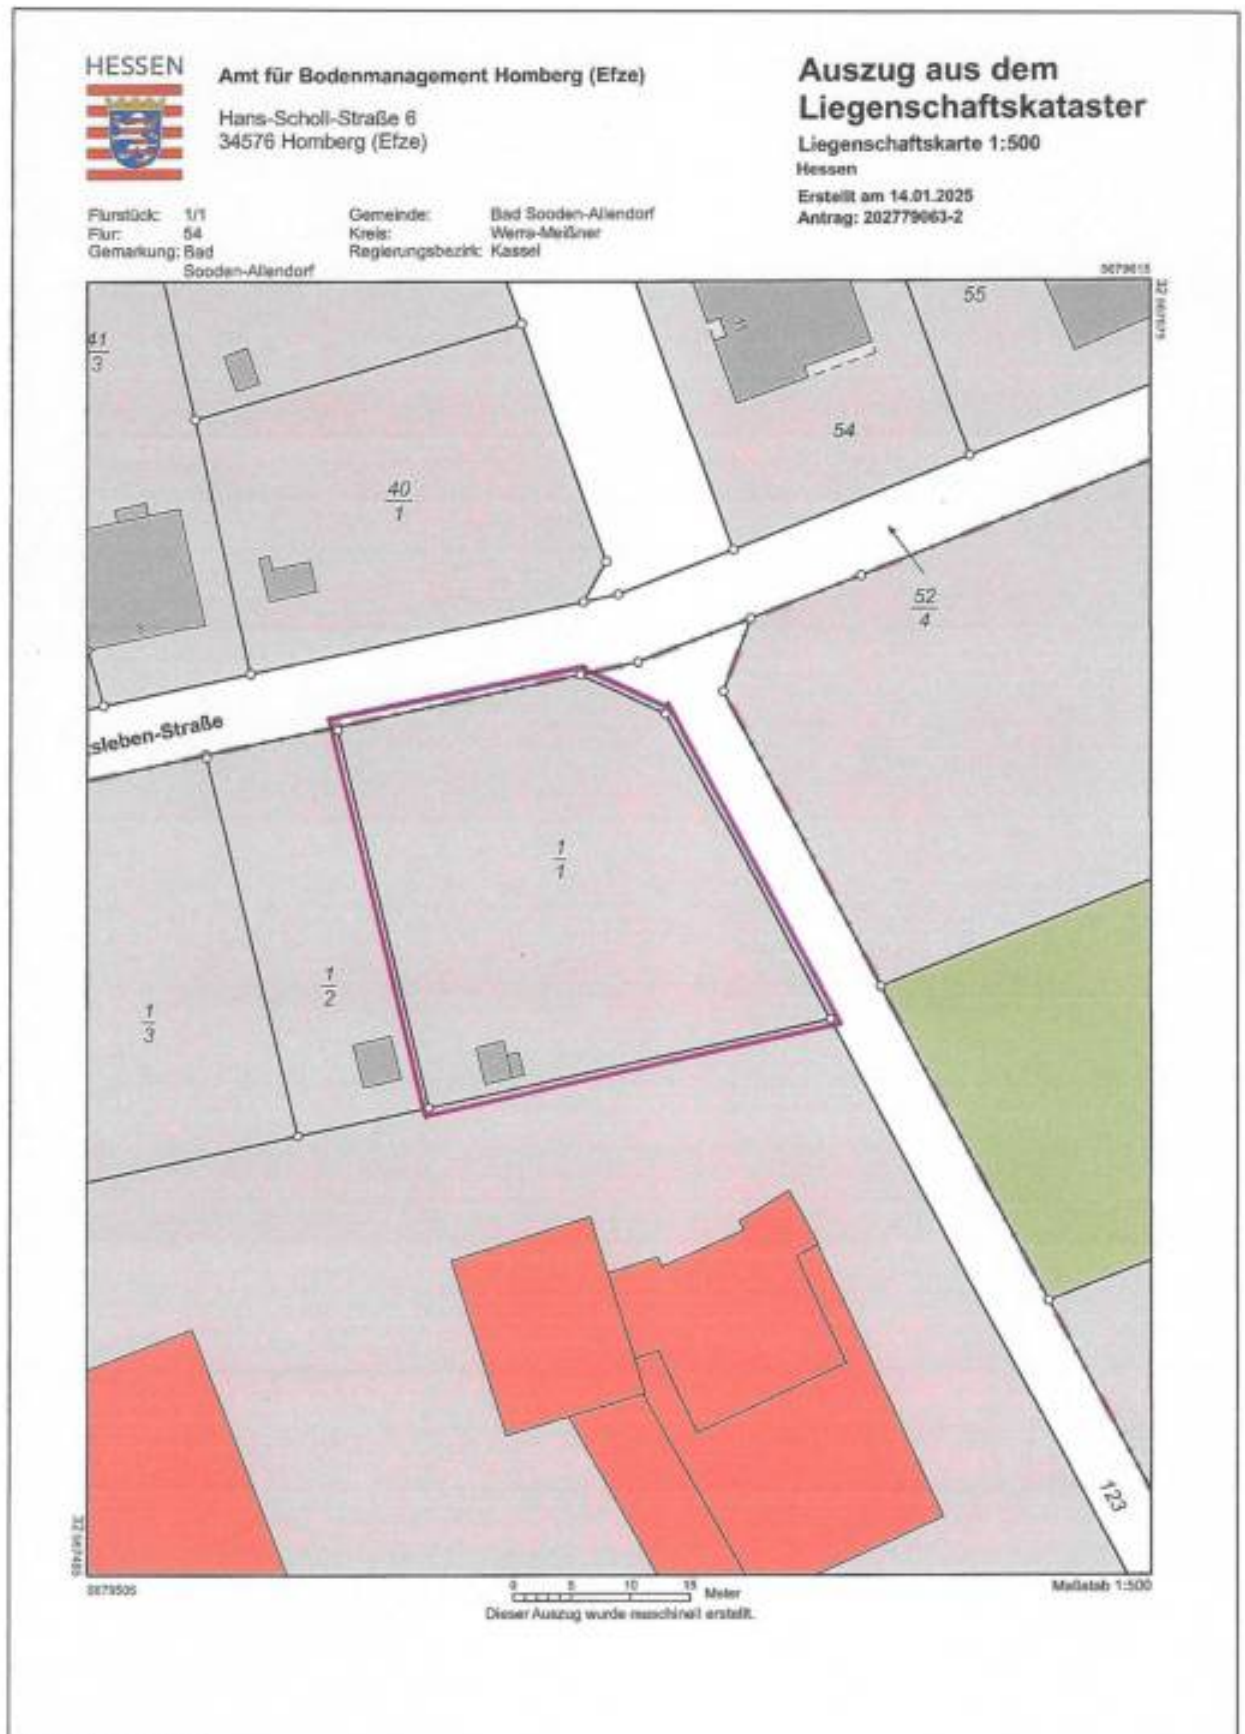 HESSEN
Amt für Bodenmanagement Homberg (Efze)
Hans-Scholl-Straße 6
34576 Homberg (Efze)
Auszug aus dem
Liegenschaftskataster
Liegenschaftskarte 1:500
Hessen
Erstellt am 14.01.2025
Antrag: 202779063-2
Flurstück: 1/1
Flur: 54
Gemarkung: Bad
Sooden-Allendorf
Gemeinde: Bad Sooden-Allendorf
Kreis: Werra-Meißner
Regierungsbezirk: Kassel
5679615
41
3
55
54
40
1
52
4
sleben-Straße
1
1
1
2
1
3
123
5679505
0 5 10 15 Meter
Maßstab 1:500
Dieser Auszug wurde maschinell erstellt.